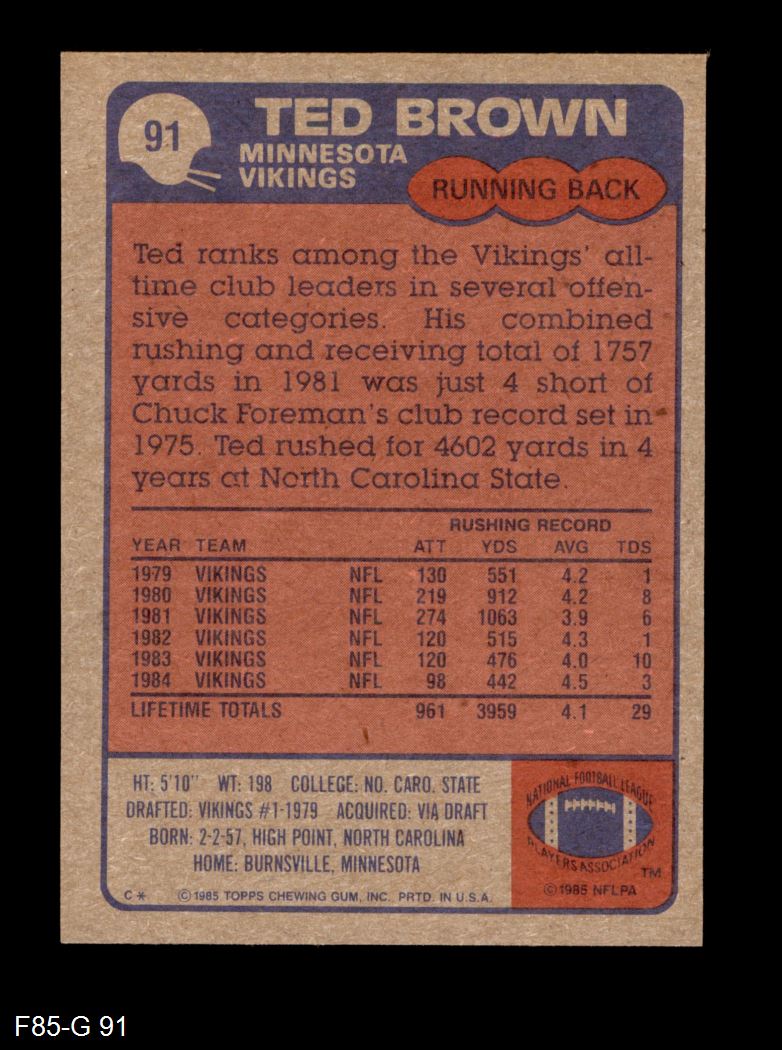 91
TED BROWN
MINNESOTA
VIKINGS
RUNNING BACK
Ted ranks among the Vikings' all-
time club leaders in several offen-
sive categories. His combined
rushing and receiving total of 1757
yards in 1981 was just 4 short of
Chuck Foreman's club record set in
1975. Ted rushed for 4602 yards in 4
years at North Carolina State.
RUSHING RECORD
YEAR TEAM ATT YDS AVG TDS
1979 VIKINGS NFL 130 551 4.2 1
1980 VIKINGS NFL 219 912 4.2 8
1981 VIKINGS NFL 274 1063 3.9 6
1982 VIKINGS NFL 120 515 4.3 1
1983 VIKINGS NFL 120 476 4.0 10
1984 VIKINGS NFL 98 442 4.5 3
LIFETIME TOTALS 961 3959 4.1 29
HT: 5'10" WT: 198 COLLEGE: NO. CARO. STATE
DRAFTED: VIKINGS #1-1979 ACQUIRED: VIA DRAFT
BORN: 2-2-57, HIGH POINT, NORTH CAROLINA
HOME: BURNSVILLE, MINNESOTA
C* © 1985 TOPPS CHEWING GUM, INC. PRTD. IN U.S.A.
NATIONAL FOOTBALL LEAGUE
PLAYERS ASSOCIATION
TM
© 1985 NFLPA
F85-G 91